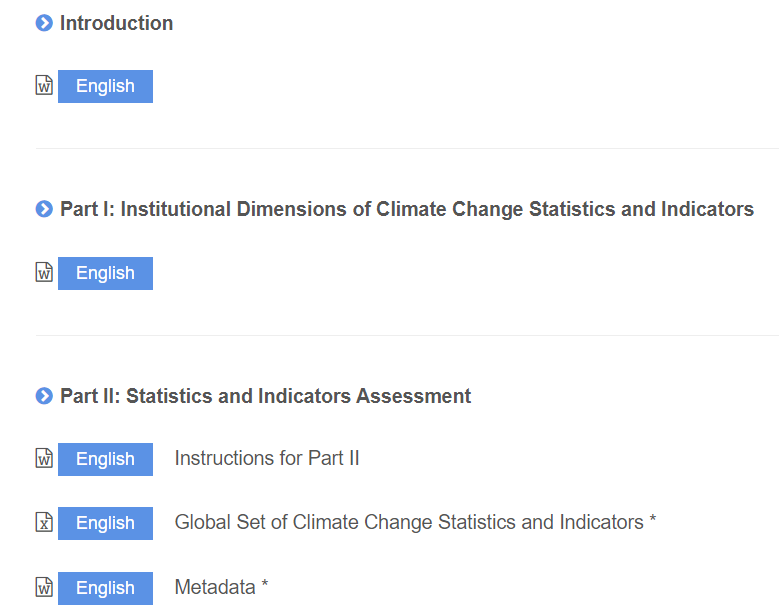 Introduction
English
Part I: Institutional Dimensions of Climate Change Statistics and Indicators
English
Part II: Statistics and Indicators Assessment
English Instructions for Part II
English Global Set of Climate Change Statistics and Indicators *
English Metadata *